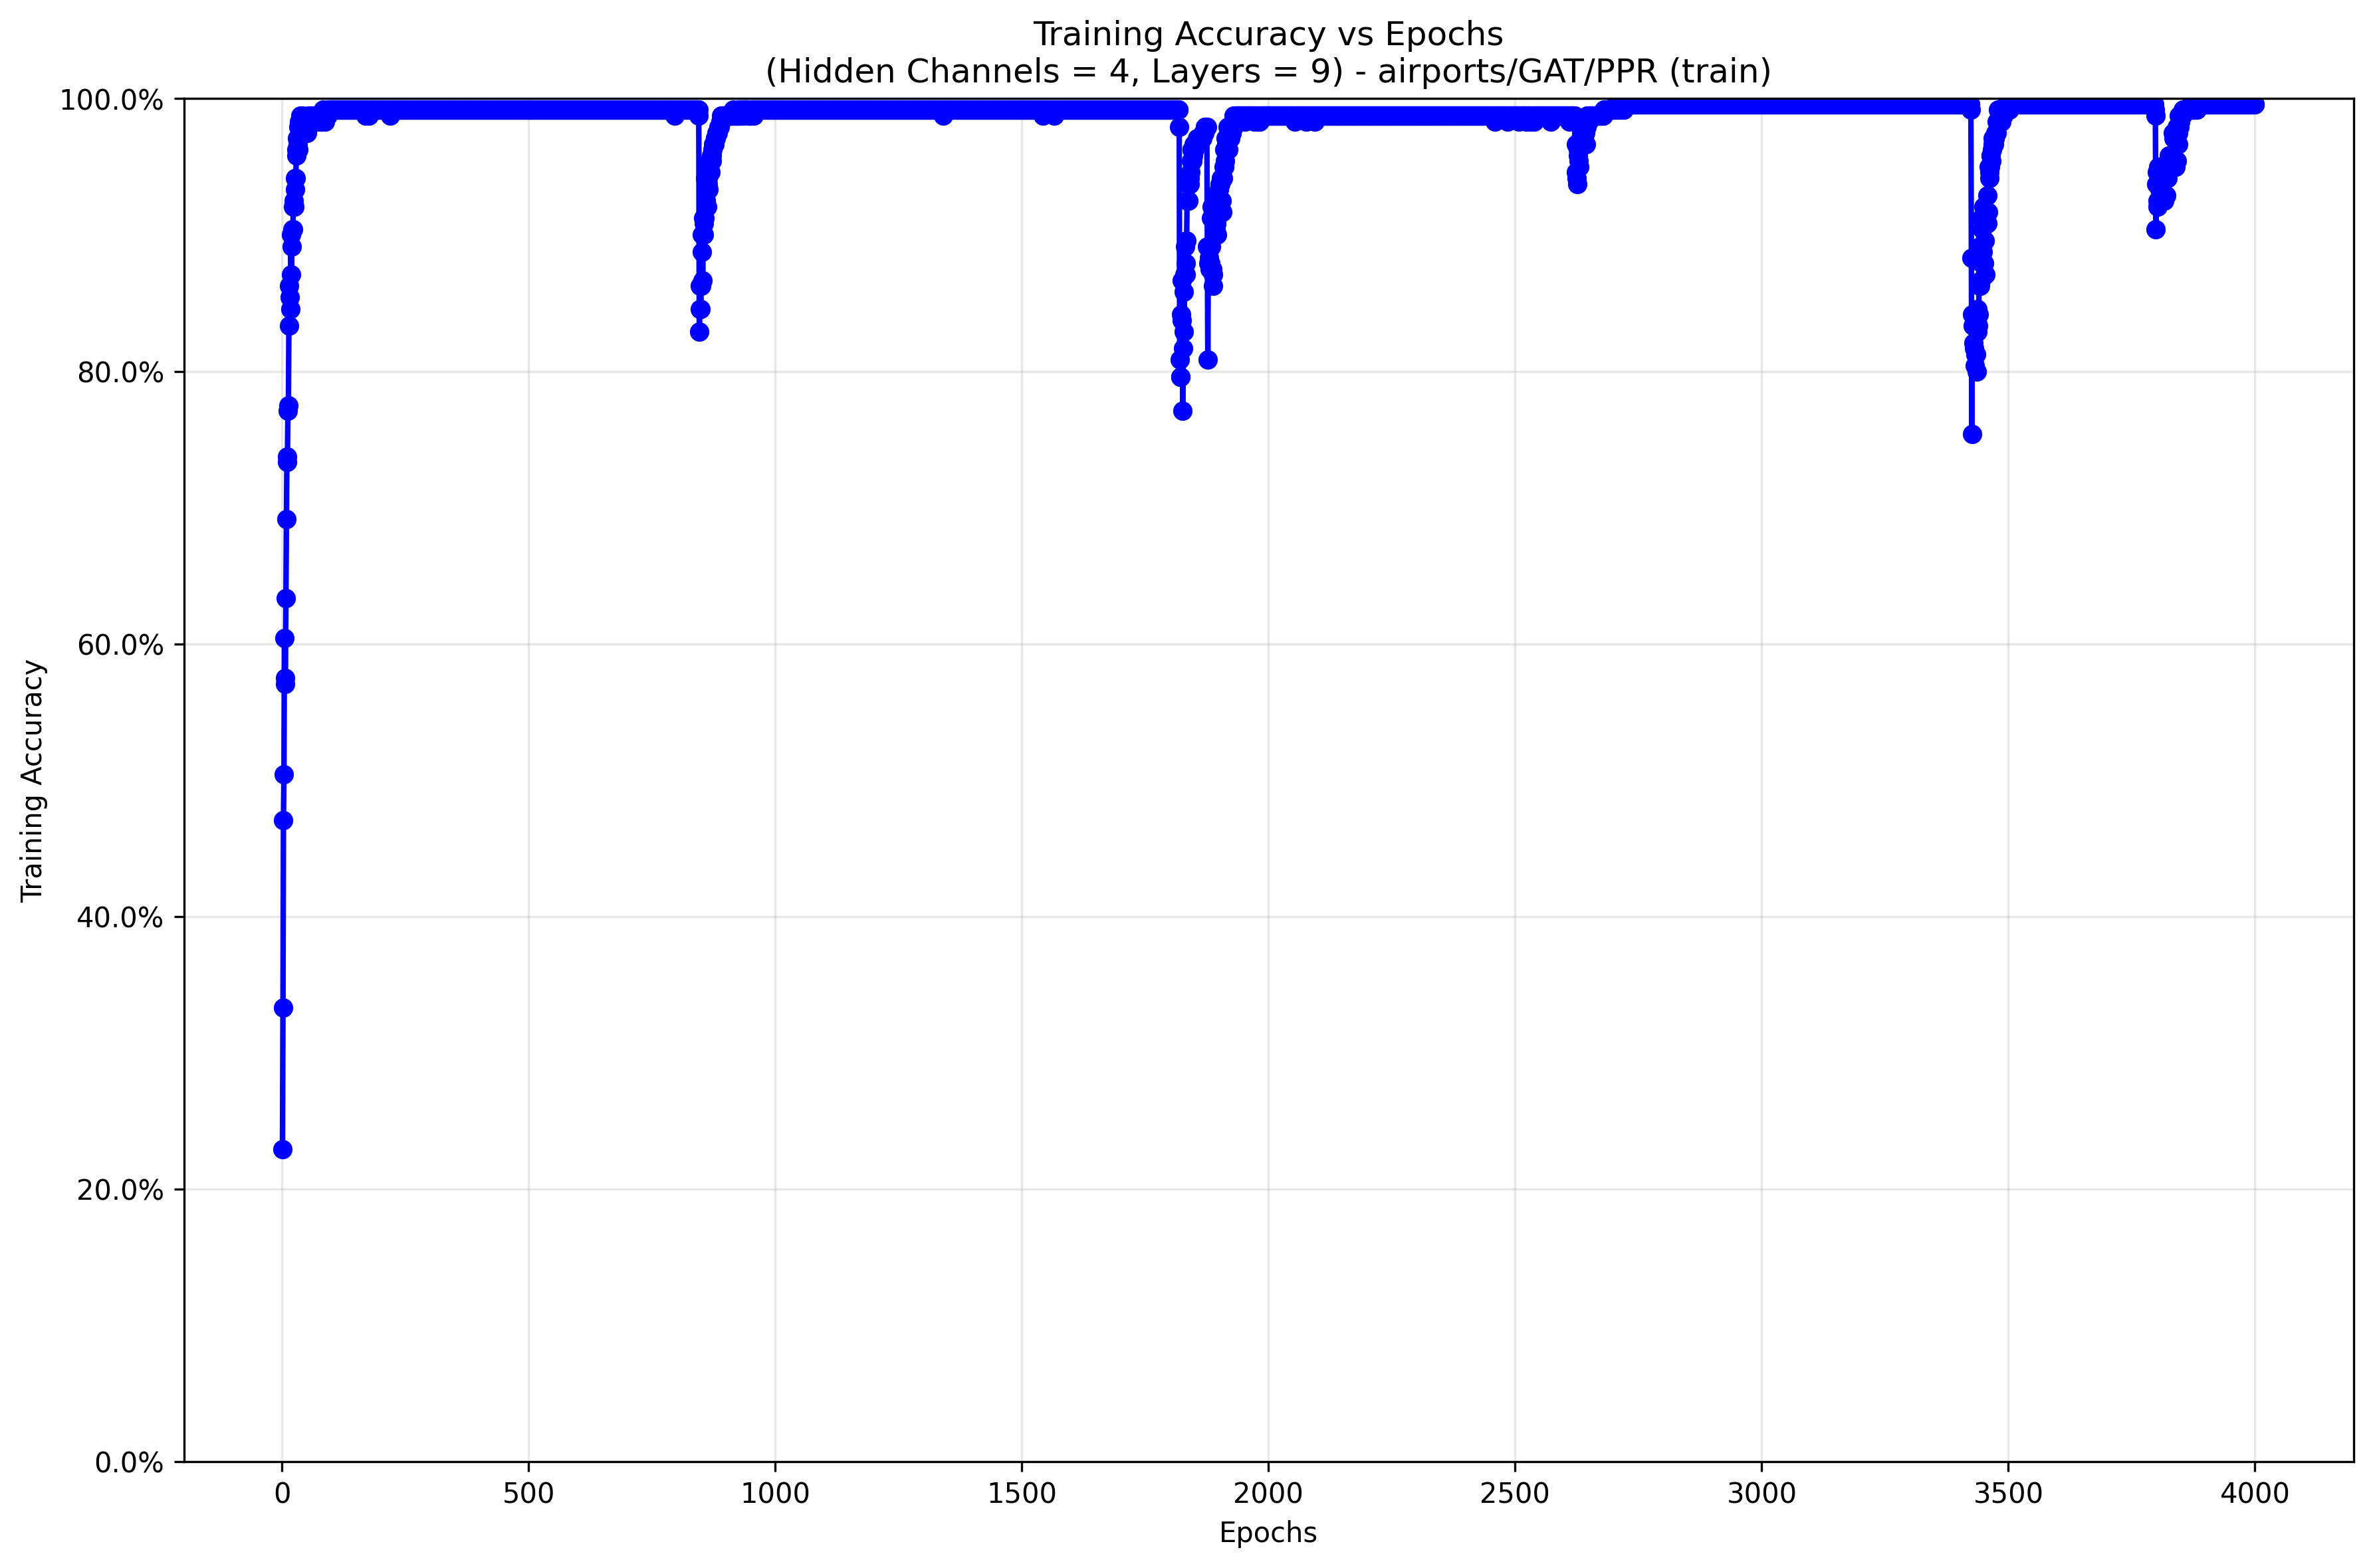 Training Accuracy vs Epochs
(Hidden Channels = 4, Layers = 9) - airports/GAT/PPR (train)
100.0%
80.0%
60.0%
40.0%
20.0%
0.0%
Training Accuracy
0 500 1000 1500 2000 2500 3000 3500 4000
Epochs